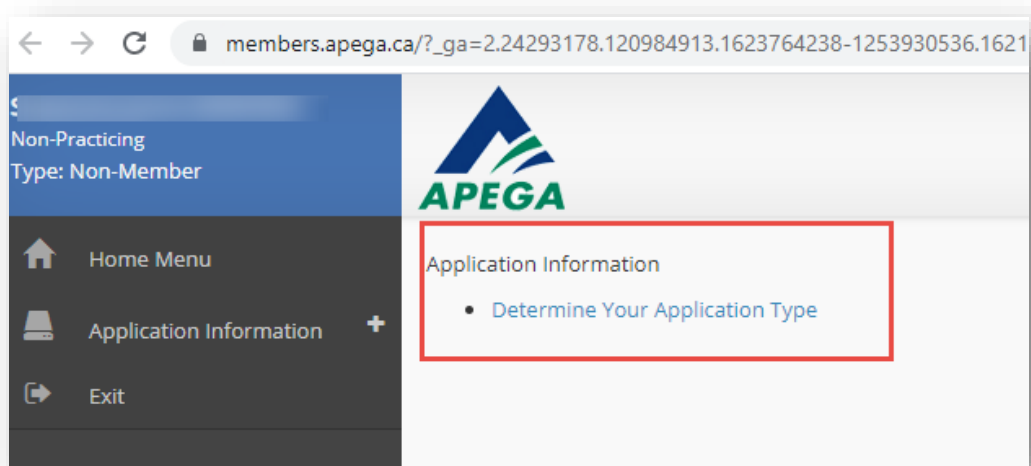 members.apega.ca/?_ga=2.24293178.120984913.1623764238-1253930536.1621
Non-Practicing
Type: Non-Member
APEGA
Home Menu
Application Information
Exit
Application Information
Determine Your Application Type